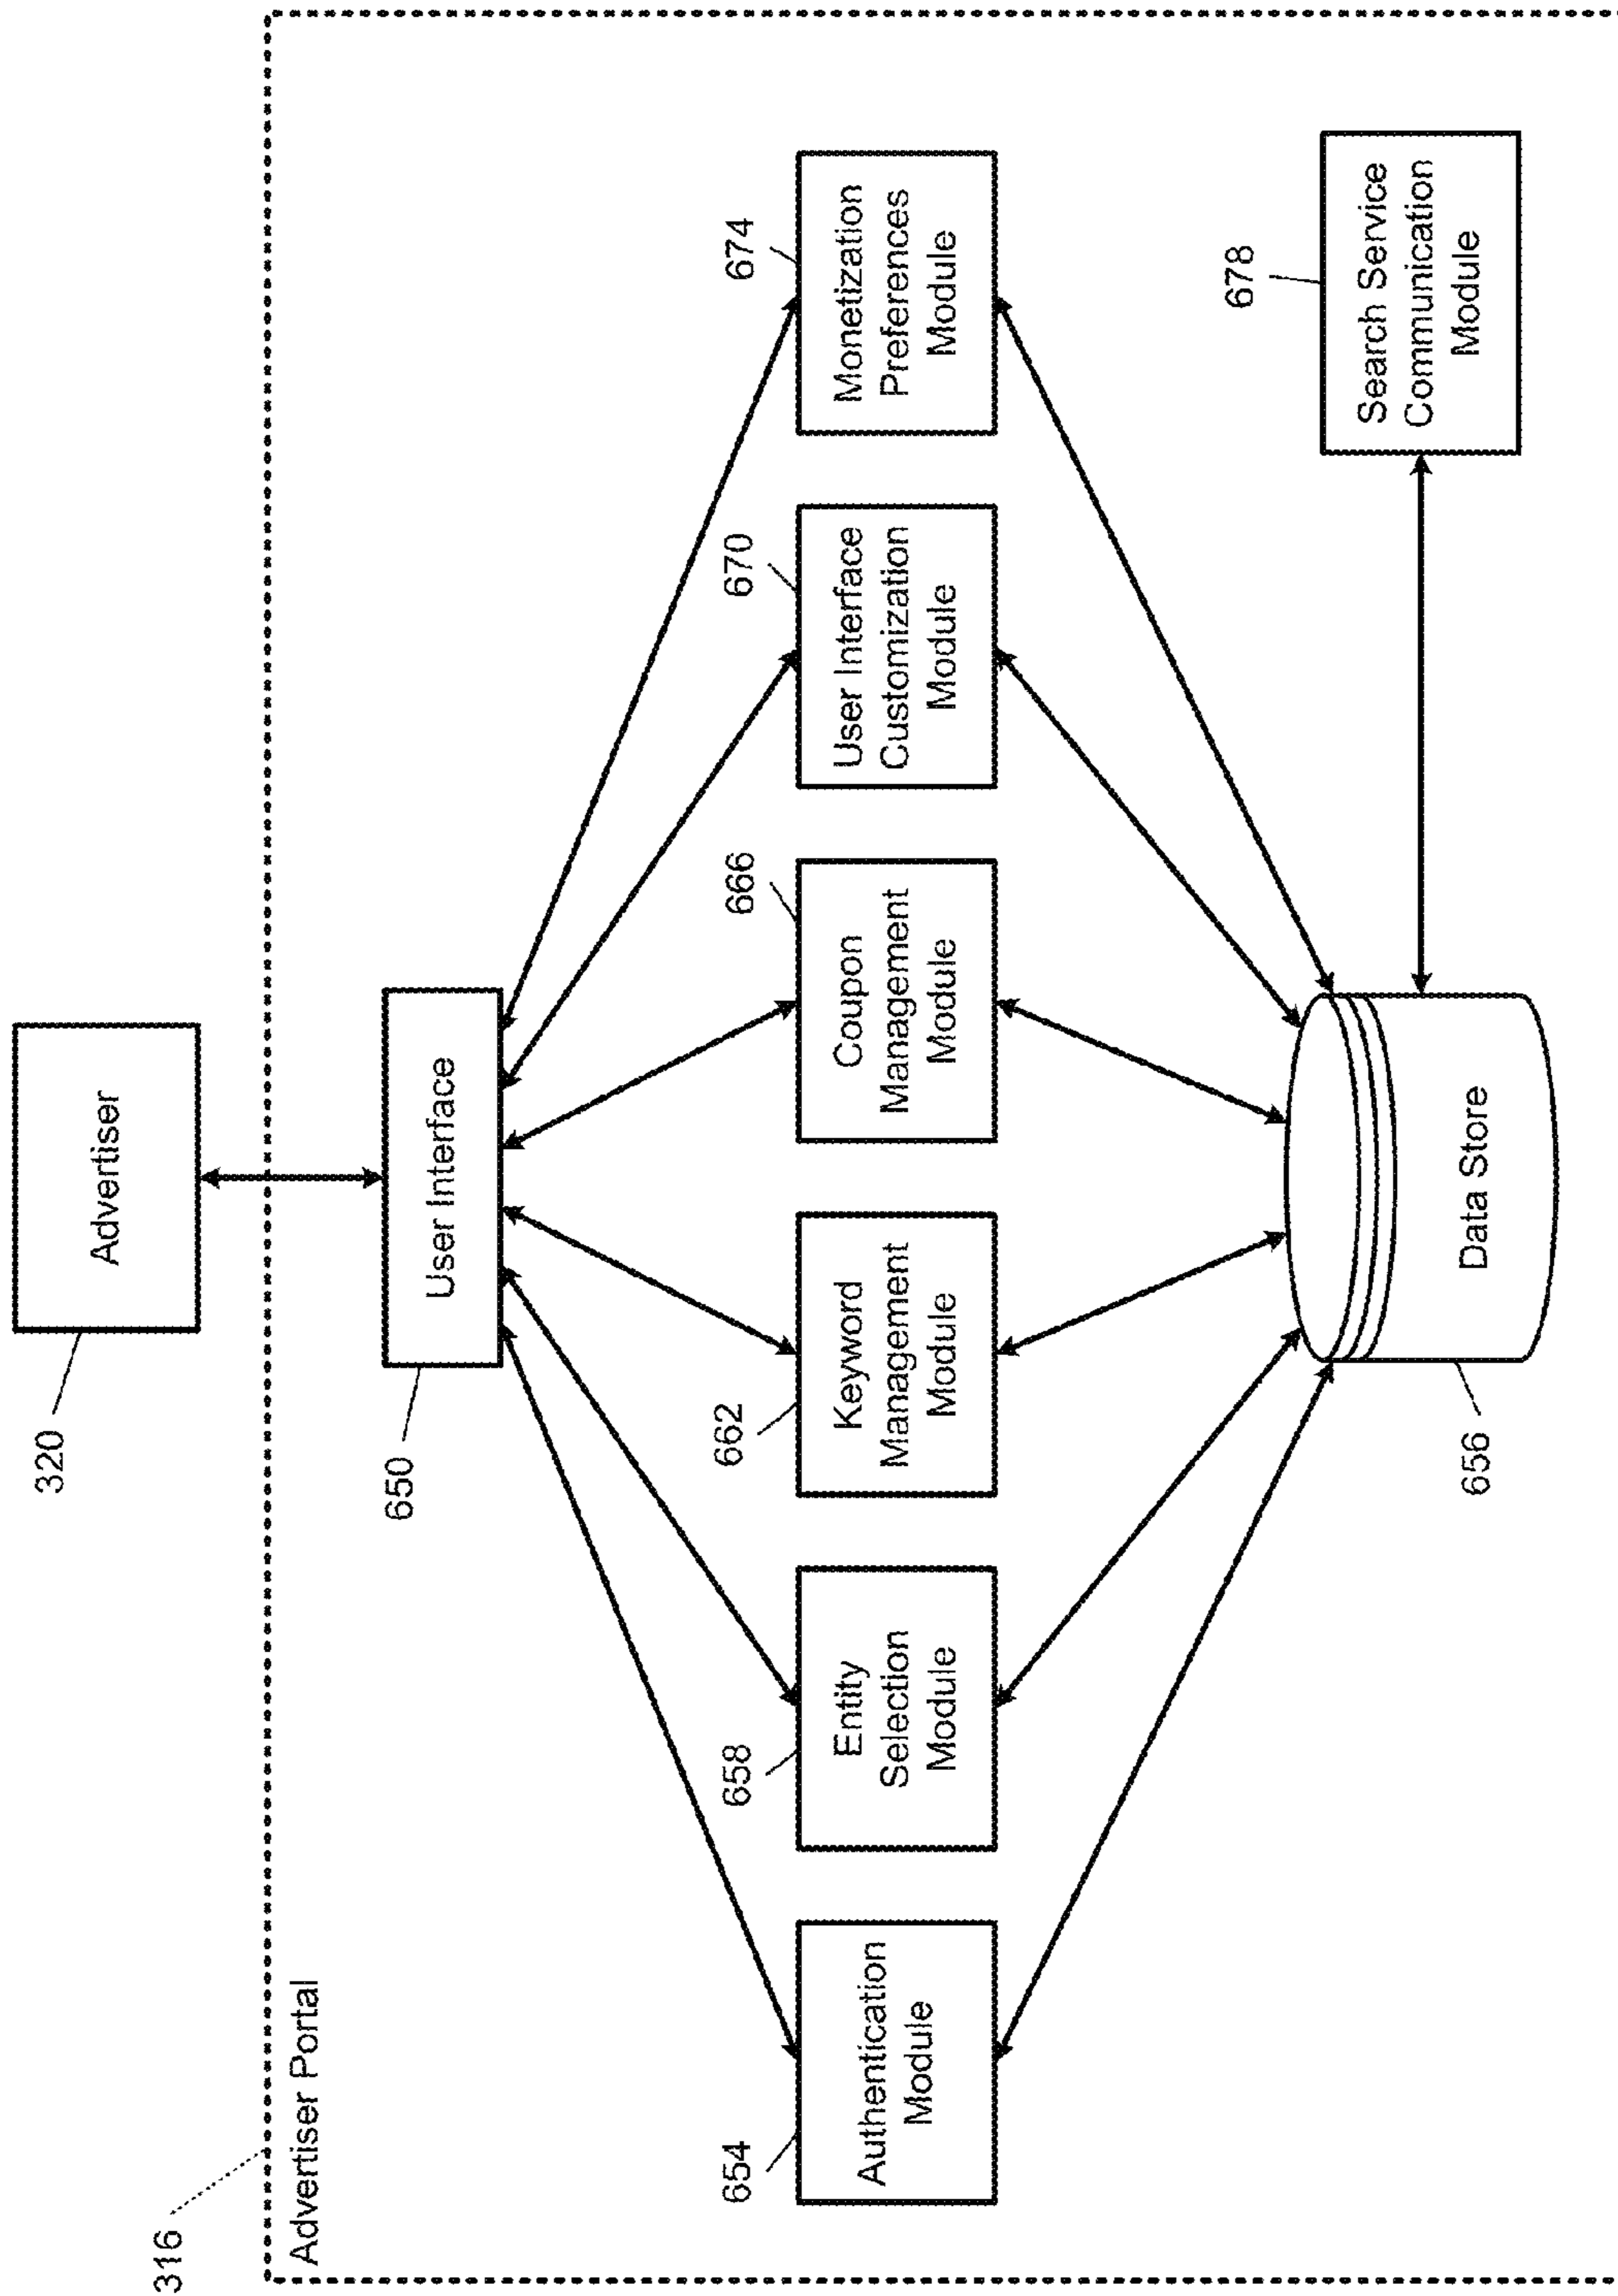 320
Advertiser
316
Advertiser Portal
650
User Interface
654
Authentication
Module
658
Entity
Selection
Module
662
Keyword
Management
Module
666
Coupon
Management
Module
670
User Interface
Customization
Module
674
Monetization
Preferences
Module
656
Data Store
678
Search Service
Communication
Module